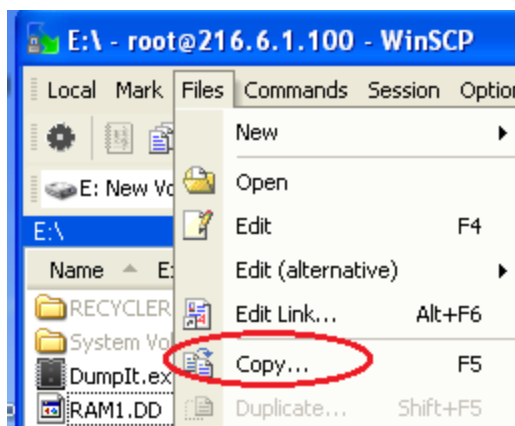 E:\ - root@216.6.1.100 - WinSCP
Local Mark Files Commands Session
New
E: New
Open
E:\
Edit F4
Name
Edit (alternative)
RECYCLER
Edit Link... Alt+F6
System
Copy... F5
DumpIt.ex
RAM1.DD
Duplicate... Shift+F5